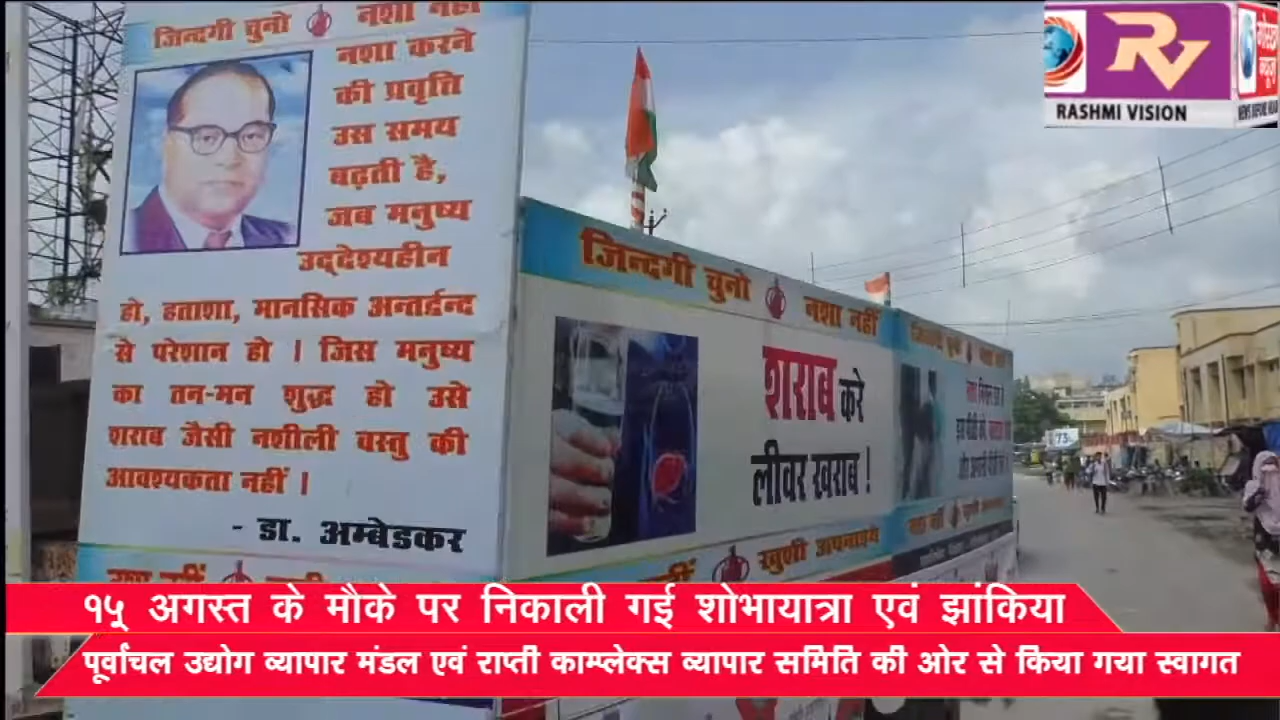 जिन्दगी चुनो नशा नहीं
नशा करने
की प्रवृत्ति
उस समय
बढ़ती है,
जब मनुष्य
उद्देश्यहीन
हो, हताशा, मानसिक अन्तर्द्वन्द
से परेशान हो । जिस मनुष्य
का तन-मन शुद्ध हो उसे
शराब जैसी नशीली वस्तु की
आवश्यकता नहीं ।
- डा. अम्बेडकर
जिन्दगी चुनो नशा नहीं
शराब करे
लीवर खराब !
खुशी अपनाइये
73
RASHMI VISION
१५ अगस्त के मौके पर निकाली गई शोभायात्रा एवं झांकिया
पूर्वांचल उद्योग व्यापार मंडल एवं राप्ती काम्प्लेक्स व्यापार समिति की ओर से किया गया स्वागत